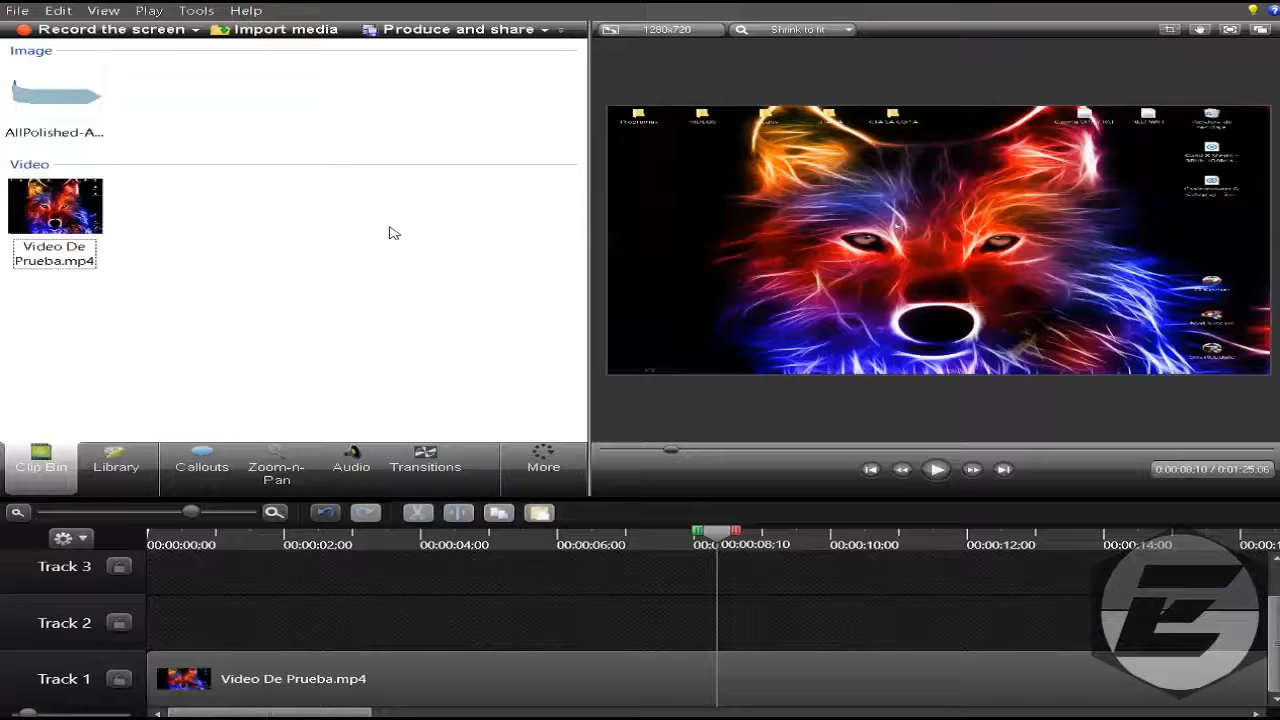 File Edit View Play Tools Help
Record the screen Import media Produce and share 1280x720 Shrink to fit
Image
AllPolished-A...
Video
Video De
Prueba.mp4
Clip Bin Library Callouts Zoom-n-
Pan Audio Transitions More
0:00:08;10 / 0:01:25;06
00:00:00;00 00:00:02;00 00:00:04;00 00:00:06;00 00:00:08;10 00:00:10;00 00:00:12;00 00:00:14;00
Track 3
Track 2
Track 1 Video De Prueba.mp4